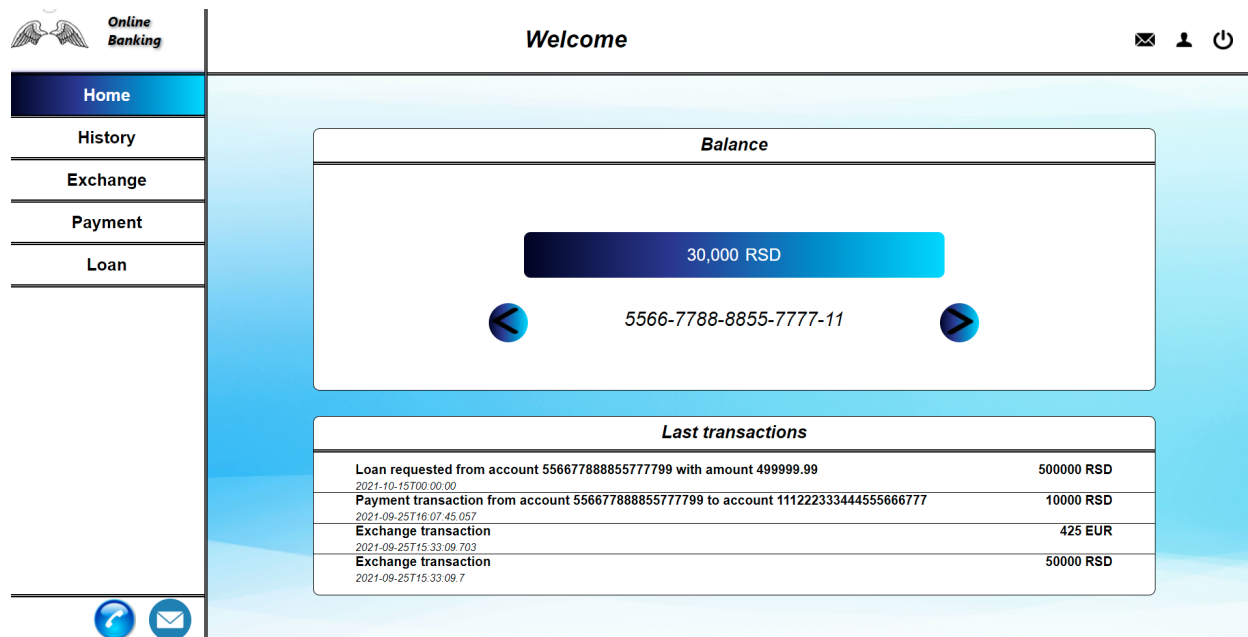 Online
Banking
Welcome
Home
History
Exchange
Payment
Loan
Balance
30,000 RSD
<
5566-7788-8855-7777-11
>
Last transactions
Loan requested from account 556677888855777799 with amount 499999.99 500000 RSD
2021-10-15T00:00:00
Payment transaction from account 556677888855777799 to account 111222333444555666777 10000 RSD
2021-09-25T16:07:45.057
Exchange transaction 425 EUR
2021-09-25T15:33:09.703
Exchange transaction 50000 RSD
2021-09-25T15:33:09.7